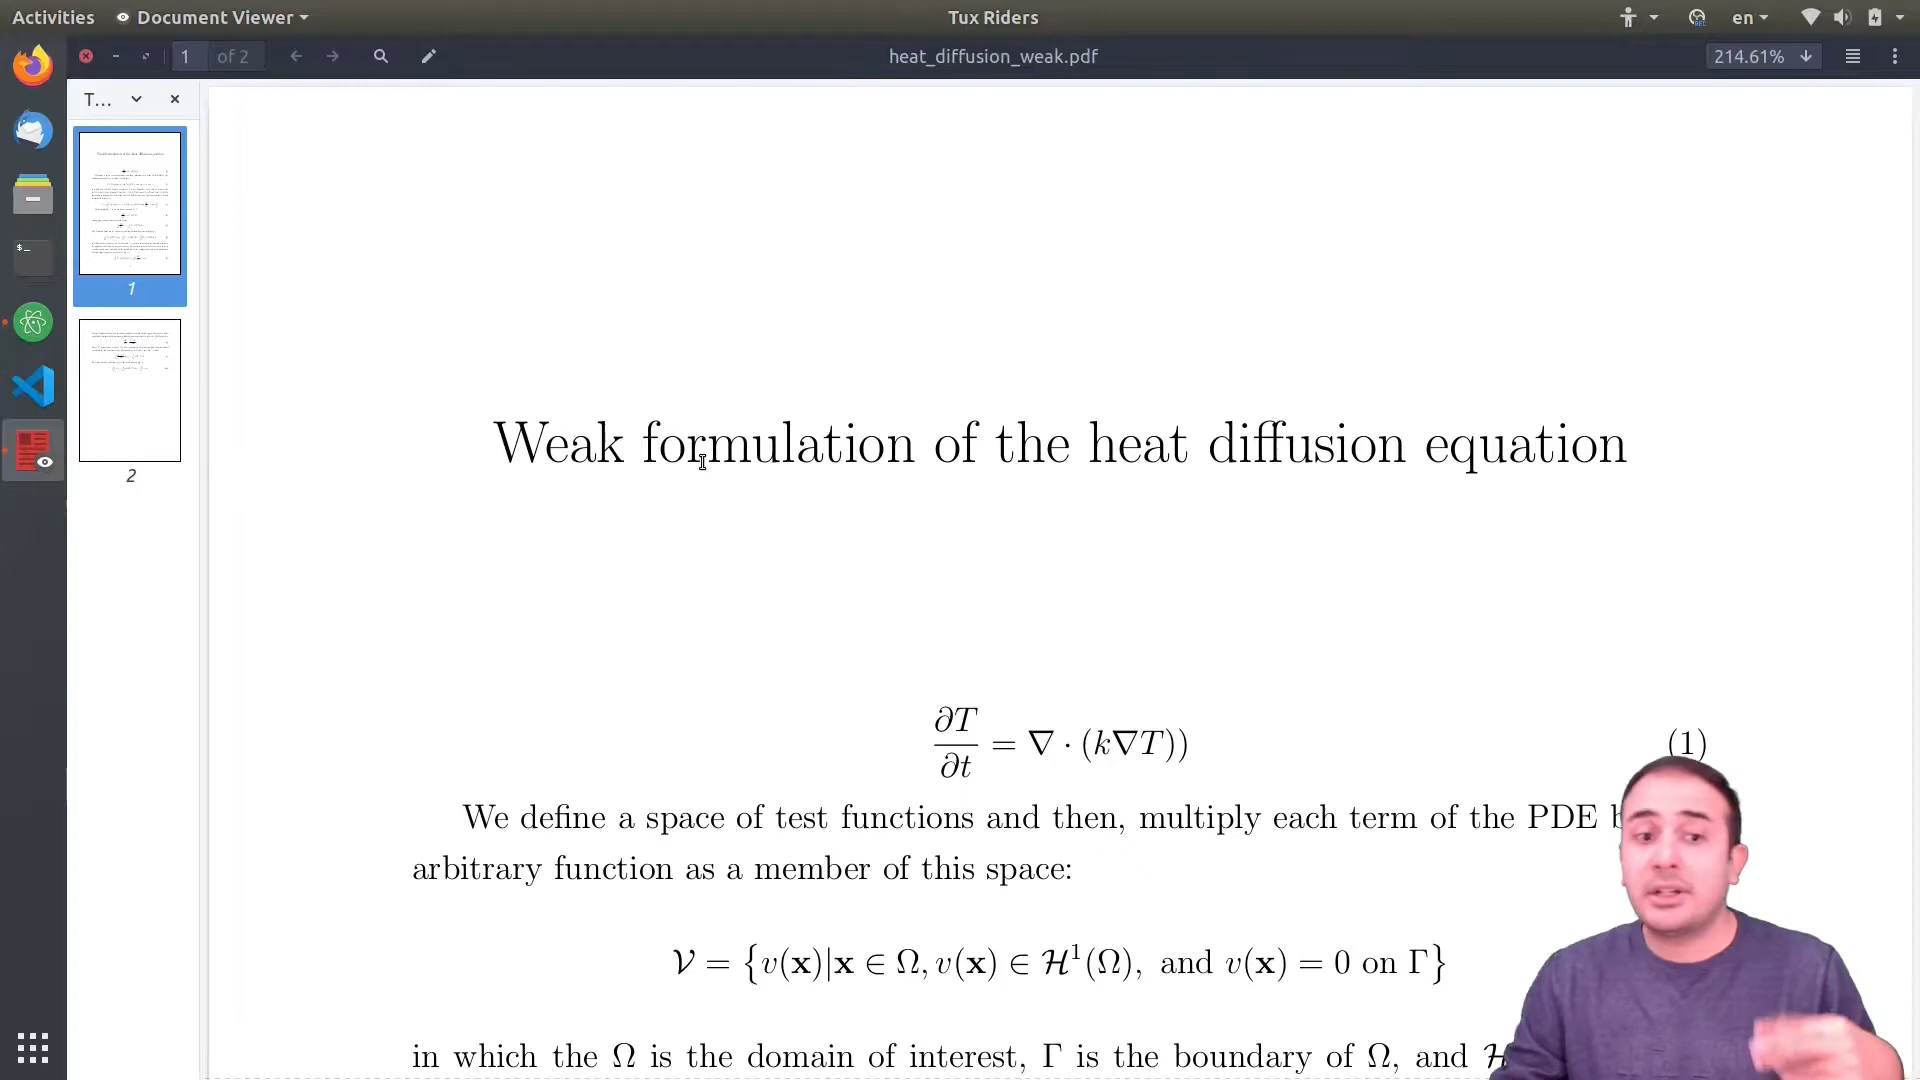 Activities Document Viewer Tux Riders en
1 of 2 heat_diffusion_weak.pdf 214.61%
T...
1
2
Weak formulation of the heat diffusion equation
∂T/∂t = ∇ · (k∇T)) (1)
We define a space of test functions and then, multiply each term of the PDE
arbitrary function as a member of this space:
𝒱 = {v(x)|x ∈ Ω, v(x) ∈ ℋ¹(Ω), and v(x) = 0 on Γ}
in which the Ω is the domain of interest, Γ is the boundary of Ω, and ℋ